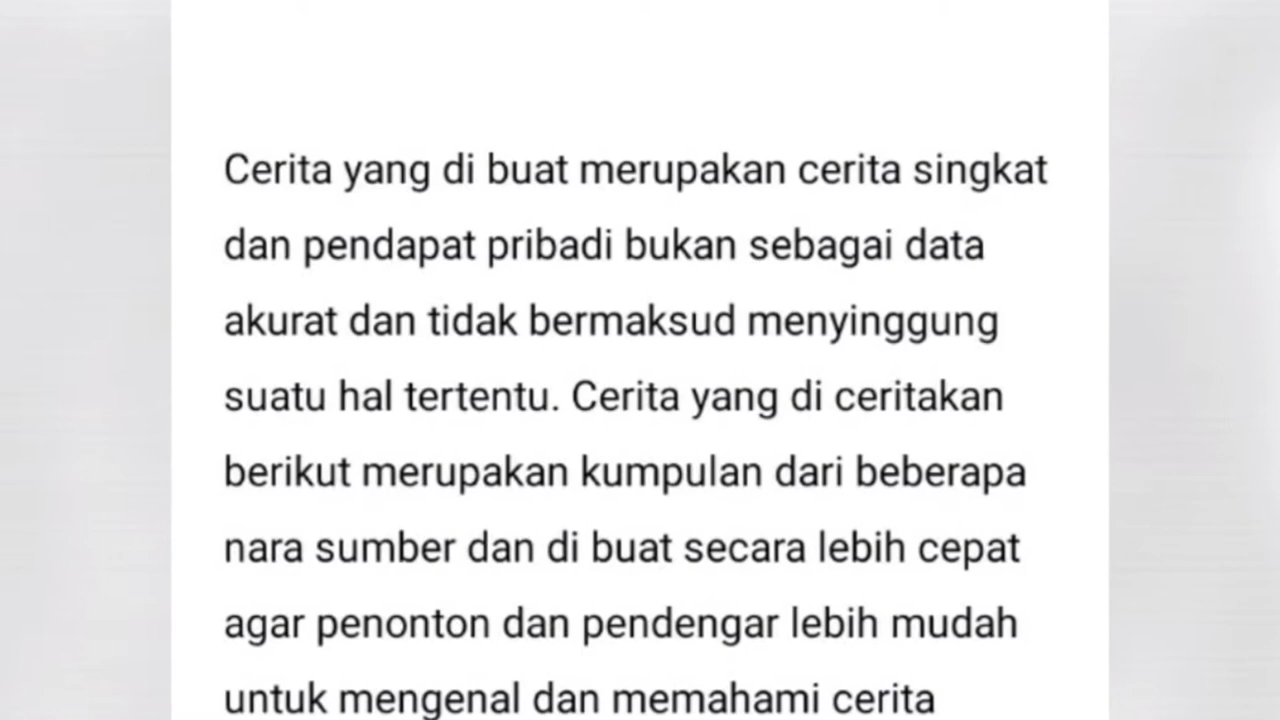 Cerita yang di buat merupakan cerita singkat
dan pendapat pribadi bukan sebagai data
akurat dan tidak bermaksud menyinggung
suatu hal tertentu. Cerita yang di ceritakan
berikut merupakan kumpulan dari beberapa
nara sumber dan di buat secara lebih cepat
agar penonton dan pendengar lebih mudah
untuk mengenal dan memahami cerita